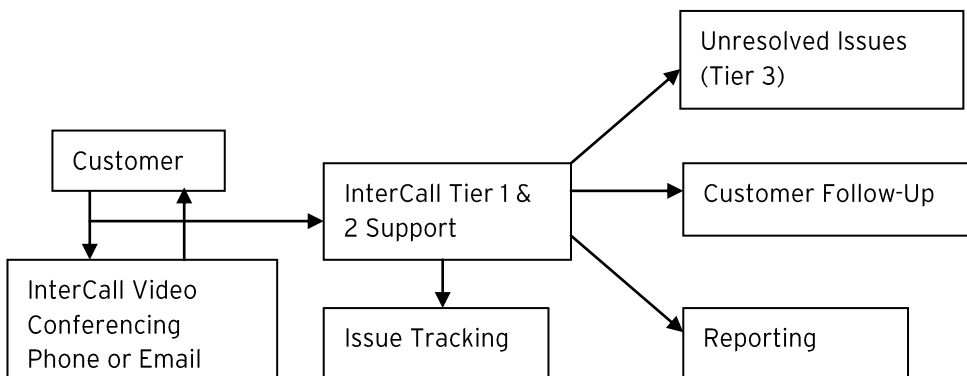 Unresolved Issues
(Tier 3)
Customer
InterCall Tier 1 &
2 Support
Customer Follow-Up
InterCall Video
Conferencing
Phone or Email
Issue Tracking
Reporting